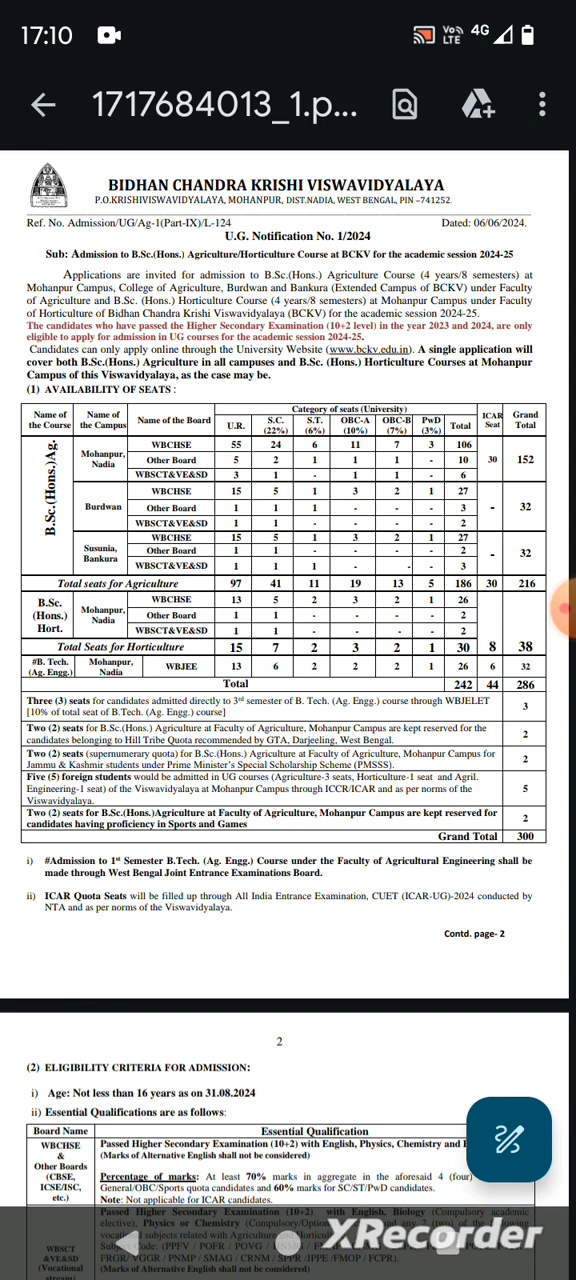 17:10
Vo)) LTE 4G
1717684013_1.p...
BIDHAN CHANDRA KRISHI VISWAVIDYALAYA
P.O.KRISHIVISWAVIDYALAYA, MOHANPUR, DIST.NADIA, WEST BENGAL, PIN –741252.
Ref. No. Admission/UG/Ag-1(Part-IX)/L-124 Dated: 06/06/2024.
U.G. Notification No. 1/2024
Sub: Admission to B.Sc.(Hons.) Agriculture/Horticulture Course at BCKV for the academic session 2024-25
Applications are invited for admission to B.Sc.(Hons.) Agriculture Course (4 years/8 semesters) at
Mohanpur Campus, College of Agriculture, Burdwan and Bankura (Extended Campus of BCKV) under Faculty
of Agriculture and B.Sc. (Hons.) Horticulture Course (4 years/8 semesters) at Mohanpur Campus under Faculty
of Horticulture of Bidhan Chandra Krishi Viswavidyalaya (BCKV) for the academic session 2024-25.
The candidates who have passed the Higher Secondary Examination (10+2 level) in the year 2023 and 2024, are only
eligible to apply for admission in UG courses for the academic session 2024-25.
Candidates can only apply online through the University Website (www.bckv.edu.in). A single application will
cover both B.Sc.(Hons.) Agriculture in all campuses and B.Sc. (Hons.) Horticulture Courses at Mohanpur
Campus of this Viswavidyalaya, as the case may be.
(1) AVAILABILITY OF SEATS :
Name of the Course Name of the Campus Name of the Board Category of seats (University) ICAR Seat Grand Total
U.R. S.C. (22%) S.T. (6%) OBC-A (10%) OBC-B (7%) PwD (3%) Total
B.Sc.(Hons.)Ag. Mohanpur, Nadia WBCHSE 55 24 6 11 7 3 106 30 152
Other Board 5 2 1 1 1 - 10
WBSCT&VE&SD 3 1 - 1 1 - 6
Burdwan WBCHSE 15 5 1 3 2 1 27 - 32
Other Board 1 1 1 - - - 3
WBSCT&VE&SD 1 1 - - - - 2
Susunia, Bankura WBCHSE 15 5 1 3 2 1 27 - 32
Other Board 1 1 - - - - 2
WBSCT&VE&SD 1 1 1 - - - 3
Total seats for Agriculture 97 41 11 19 13 5 186 30 216
B.Sc. (Hons.) Hort. Mohanpur, Nadia WBCHSE 13 5 2 3 2 1 26
Other Board 1 1 - - - - 2
WBSCT&VE&SD 1 1 - - - - 2
Total Seats for Horticulture 15 7 2 3 2 1 30 8 38
#B. Tech. (Ag. Engg.) Mohanpur, Nadia WBJEE 13 6 2 2 2 1 26 6 32
Total 242 44 286
Three (3) seats for candidates admitted directly to 3rd semester of B. Tech. (Ag. Engg.) course through WBJELET
[10% of total seat of B.Tech. (Ag. Engg.) course] 3
Two (2) seats for B.Sc.(Hons.) Agriculture at Faculty of Agriculture, Mohanpur Campus are kept reserved for the
candidates belonging to Hill Tribe Quota recommended by GTA, Darjeeling, West Bengal. 2
Two (2) seats (supernumerary quota) for B.Sc.(Hons.) Agriculture at Faculty of Agriculture, Mohanpur Campus for
Jammu & Kashmir students under Prime Minister's Special Scholarship Scheme (PMSSS). 2
Five (5) foreign students would be admitted in UG courses (Agriculture-3 seats, Horticulture-1 seat and Agril.
Engineering-1 seat) of the Viswavidyalaya at Mohanpur Campus through ICCR/ICAR and as per norms of the
Viswavidyalaya. 5
Two (2) seats for B.Sc.(Hons.)Agriculture at Faculty of Agriculture, Mohanpur Campus are kept reserved for
candidates having proficiency in Sports and Games 2
Grand Total 300
i) #Admission to 1st Semester B.Tech. (Ag. Engg.) Course under the Faculty of Agricultural Engineering shall be
made through West Bengal Joint Entrance Examinations Board.
ii) ICAR Quota Seats will be filled up through All India Entrance Examination, CUET (ICAR-UG)-2024 conducted by
NTA and as per norms of the Viswavidyalaya.
Contd. page- 2
2
(2) ELIGIBILITY CRITERIA FOR ADMISSION:
i) Age: Not less than 16 years as on 31.08.2024
ii) Essential Qualifications are as follows:
Board Name Essential Qualification
WBCHSE & Other Boards (CBSE, ICSE/ISC, etc.) Passed Higher Secondary Examination (10+2) with English, Physics, Chemistry and
(Marks of Alternative English shall not be considered)
Percentage of marks: At least 70% marks in aggregate in the aforesaid 4 (four)
General/OBC/Sports quota candidates and 60% marks for SC/ST/PwD candidates.
Note: Not applicable for ICAR candidates.
WBSCT &VE&SD (Vocational stream) Passed Higher Secondary Examination (10+2) with English, Biology (Compulsory academic
elective), Physics or Chemistry (Compulsory/Optional
vocational subjects related with Agriculture
Subject Code: (PPFV / POFR / POVG
FRGR/ VGGR / PNMP / SMAG / CRNM / SPPR /JPPE /FMOP / FCPR).
(Marks of Alternative English shall not be considered)
XRecorder